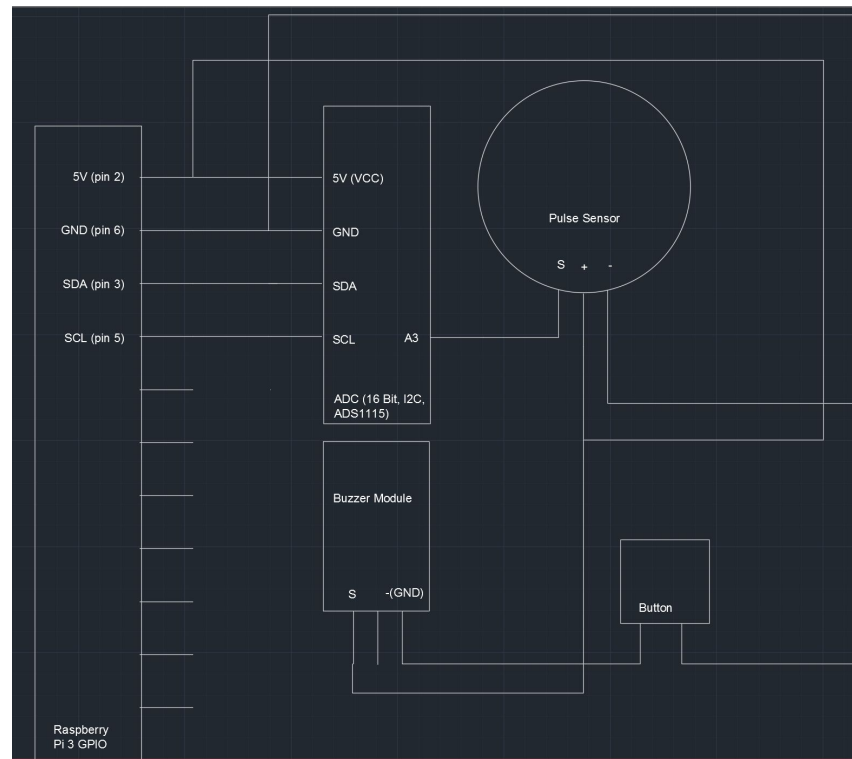 5V (pin 2)
GND (pin 6)
SDA (pin 3)
SCL (pin 5)
Raspberry
Pi 3 GPIO
5V (VCC)
GND
SDA
SCL
A3
ADC (16 Bit, I2C,
ADS1115)
Buzzer Module
S
-(GND)
Pulse Sensor
S + -
Button